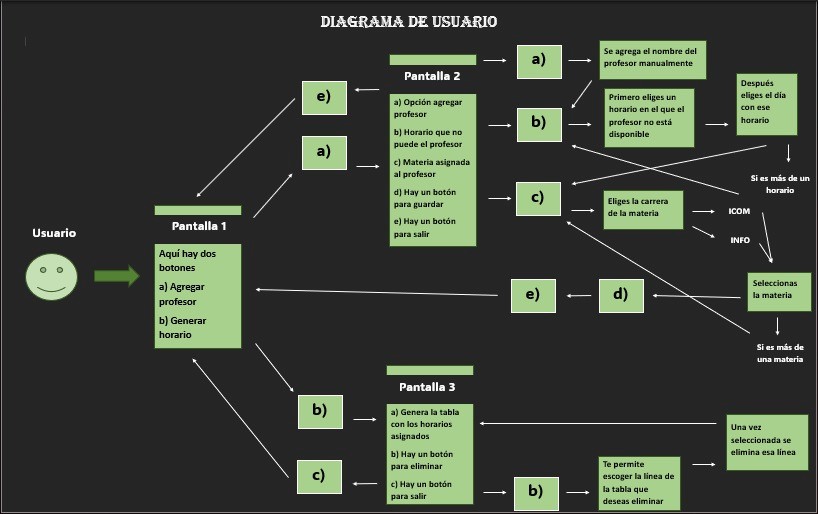 DIAGRAMA DE USUARIO
Usuario
Pantalla 1
Aquí hay dos
botones
a) Agregar
profesor
b) Generar
horario
e)
a)
Pantalla 2
a) Opción agregar
profesor
b) Horario que no
puede el profesor
c) Materia asignada
al profesor
d) Hay un botón
para guardar
e) Hay un botón
para salir
a)
Se agrega el nombre del
profesor manualmente
b)
Primero eliges un
horario en el que el
profesor no está
disponible
Después
eliges el día
con ese
horario
Si es más de un
horario
c)
Eliges la carrera
de la materia
ICOM
INFO
Seleccionas
la materia
Si es más de
una materia
d)
e)
b)
c)
Pantalla 3
a) Genera la tabla
con los horarios
asignados
b) Hay un botón
para eliminar
c) Hay un botón
para salir
b)
Te permite
escoger la línea de
la tabla que
deseas eliminar
Una vez
seleccionada se
elimina esa línea